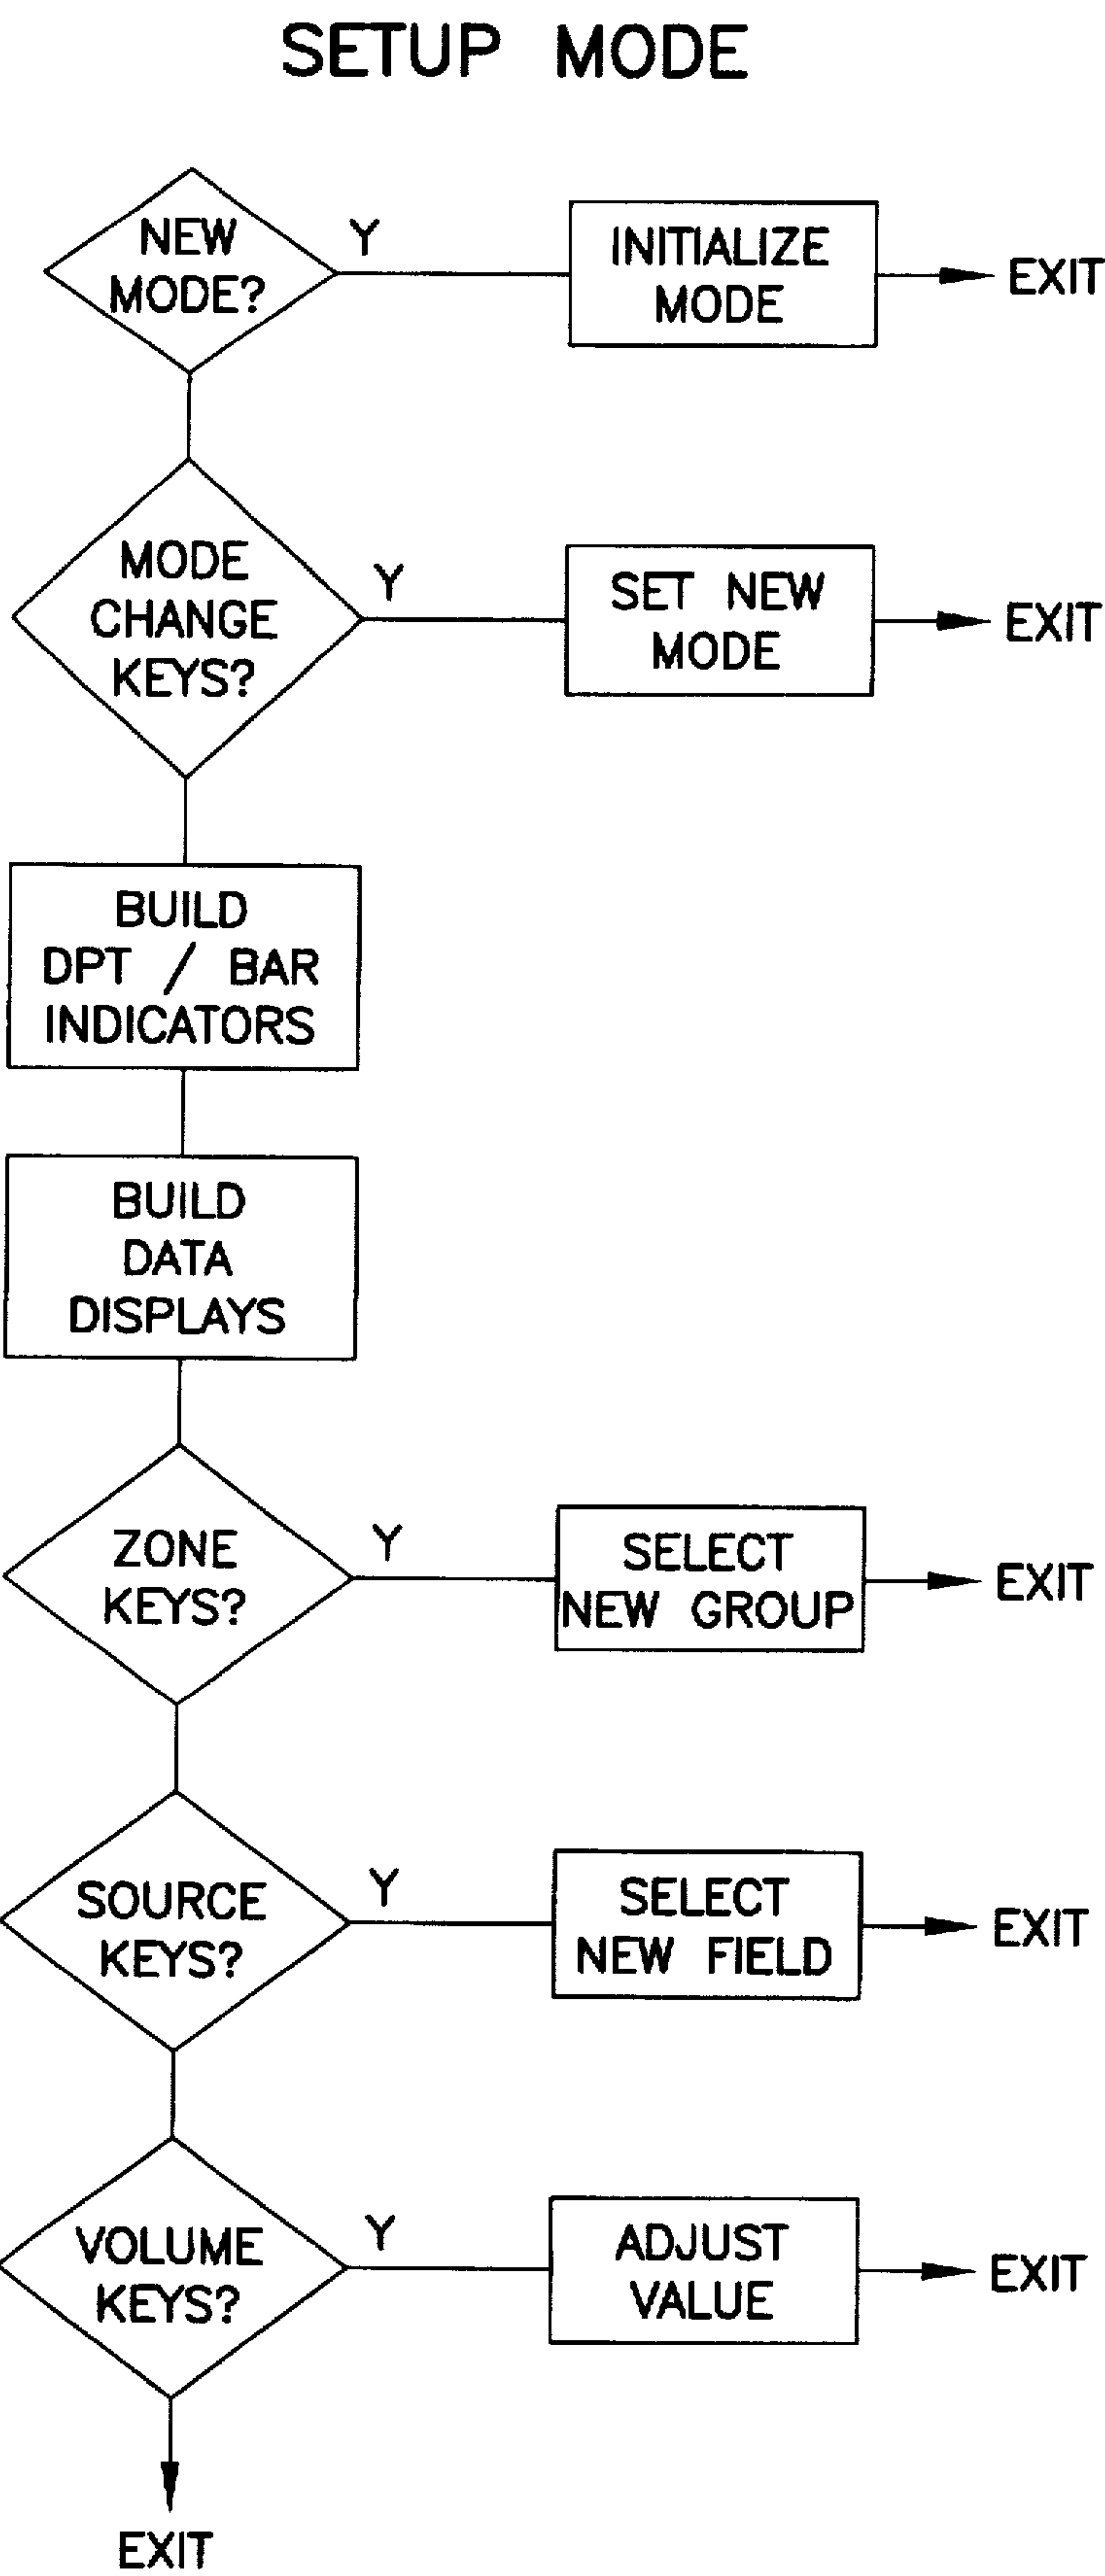 SETUP MODE
NEW
MODE?
Y
INITIALIZE
MODE
EXIT
MODE
CHANGE
KEYS?
Y
SET NEW
MODE
EXIT
BUILD
DPT / BAR
INDICATORS
BUILD
DATA
DISPLAYS
ZONE
KEYS?
Y
SELECT
NEW GROUP
EXIT
SOURCE
KEYS?
Y
SELECT
NEW FIELD
EXIT
VOLUME
KEYS?
Y
ADJUST
VALUE
EXIT
EXIT